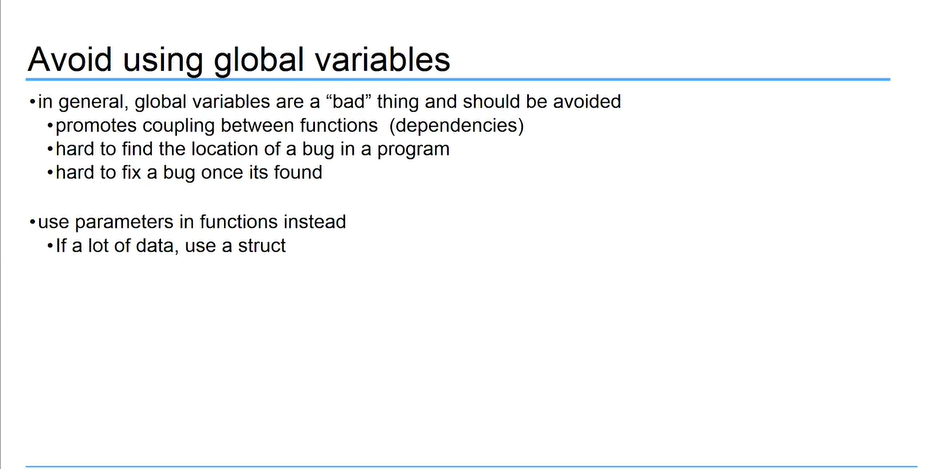 Avoid using global variables
•in general, global variables are a “bad” thing and should be avoided
•promotes coupling between functions (dependencies)
•hard to find the location of a bug in a program
•hard to fix a bug once its found
•use parameters in functions instead
•If a lot of data, use a struct